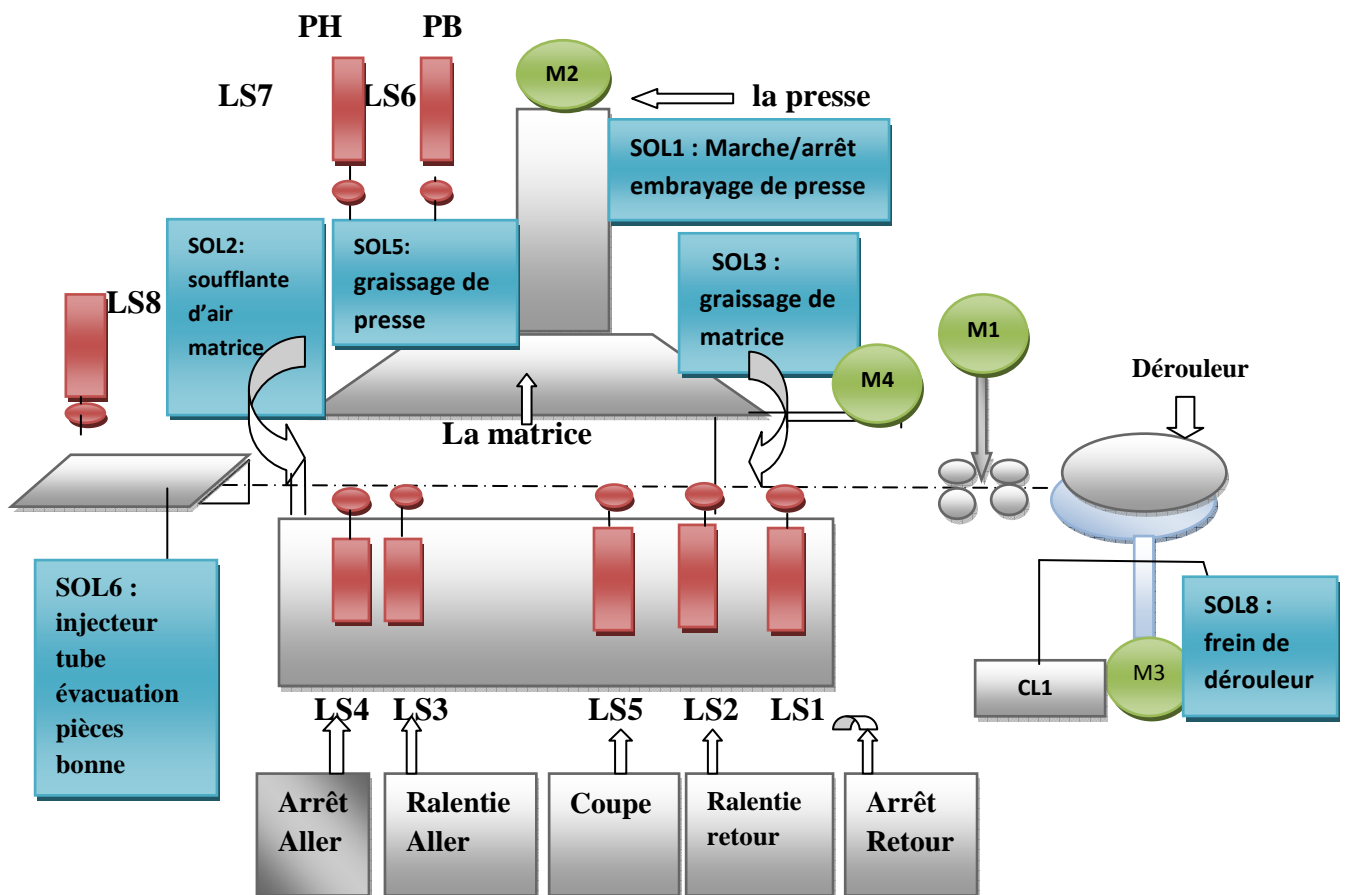 PH
PB
M2
LS7
LS6
la presse
SOL1 : Marche/arrêt
embrayage de presse
SOL2:
soufflante
d'air
matrice
SOL5:
graissage de
presse
SOL3 :
graissage de
matrice
LS8
M1
M4
Dérouleur
La matrice
SOL6 :
injecteur
tube
évacuation
pièces
bonne
SOL8 :
frein de
dérouleur
CL1
M3
LS4
LS3
LS5
LS2
LS1
Arrêt
Aller
Ralentie
Aller
Coupe
Ralentie
retour
Arrêt
Retour